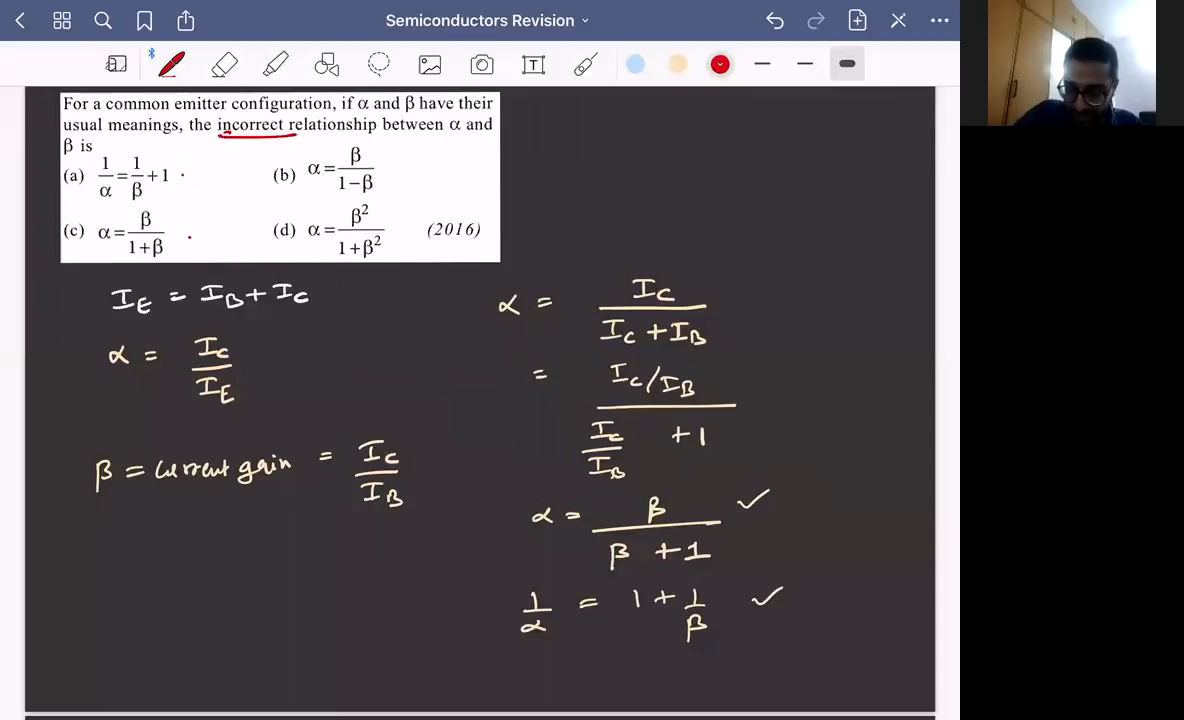 Semiconductors Revision
For a common emitter configuration, if α and β have their
usual meanings, the incorrect relationship between α and
β is
(a) 1/α = 1/β + 1 (b) α = β/(1−β)
(c) α = β/(1+β) (d) α = β²/(1+β²) (2016)
I_E = I_B + I_C
α = I_C/I_E
β = current gain = I_C/I_B
α = I_C/(I_C + I_B)
= (I_C/I_B)/(I_C/I_B + 1)
α = β/(β + 1) ✓
1/α = 1 + 1/β ✓